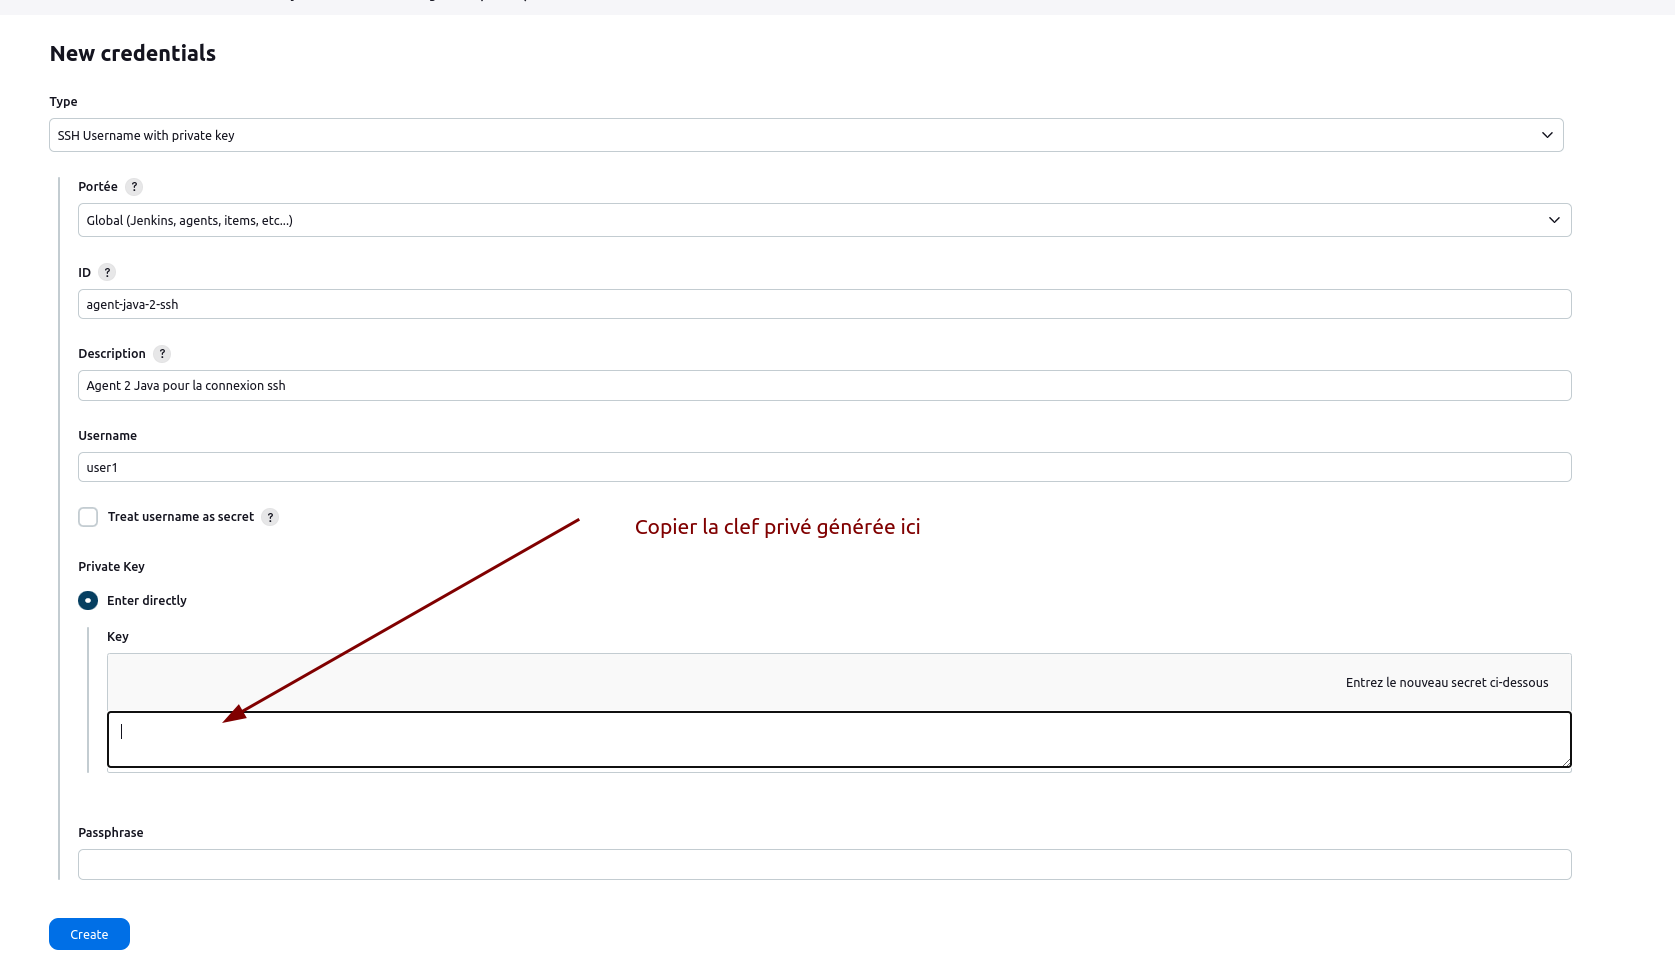 New credentials
Type
SSH Username with private key
Portée ?
Global (Jenkins, agents, items, etc...)
ID ?
agent-java-2-ssh
Description ?
Agent 2 Java pour la connexion ssh
Username
user1
Treat username as secret ?
Copier la clef privé générée ici
Private Key
Enter directly
Key
Entrez le nouveau secret ci-dessous
Passphrase
Create